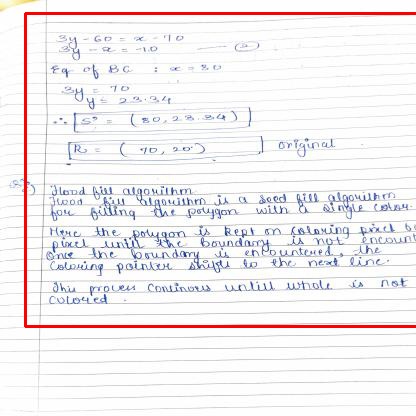 3y - 60 = x - 70
3y - x = -10 — (2)
Eq of BC : x = 80
3y = 70
y = 23.34
∴ [S° = (80, 23.34)]
[R = (70, 20)] original
Flood fill algorithm
Flood fill algorithm is a seed fill algorithm
for filling the polygon with a single color.
Here the polygon is kept on coloring pixel by
pixel until the boundary is not encount
Once the boundary is encountered, the
coloring pointer shifts to the next line.
This process continous untill whole is not
colored.